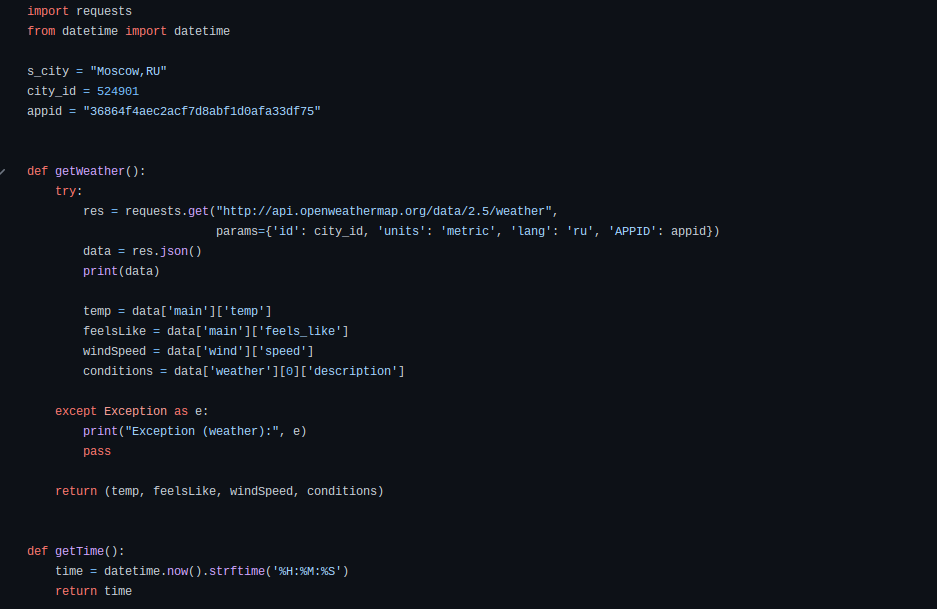 import requests
from datetime import datetime
s_city = "Moscow,RU"
city_id = 524901
appid = "36864f4aec2acf7d8abf1d0afa33df75"
def getWeather():
    try:
        res = requests.get("http://api.openweathermap.org/data/2.5/weather",
                           params={'id': city_id, 'units': 'metric', 'lang': 'ru', 'APPID': appid})
        data = res.json()
        print(data)
        temp = data['main']['temp']
        feelsLike = data['main']['feels_like']
        windSpeed = data['wind']['speed']
        conditions = data['weather'][0]['description']
    except Exception as e:
        print("Exception (weather):", e)
        pass
    return (temp, feelsLike, windSpeed, conditions)
def getTime():
    time = datetime.now().strftime('%H:%M:%S')
    return time